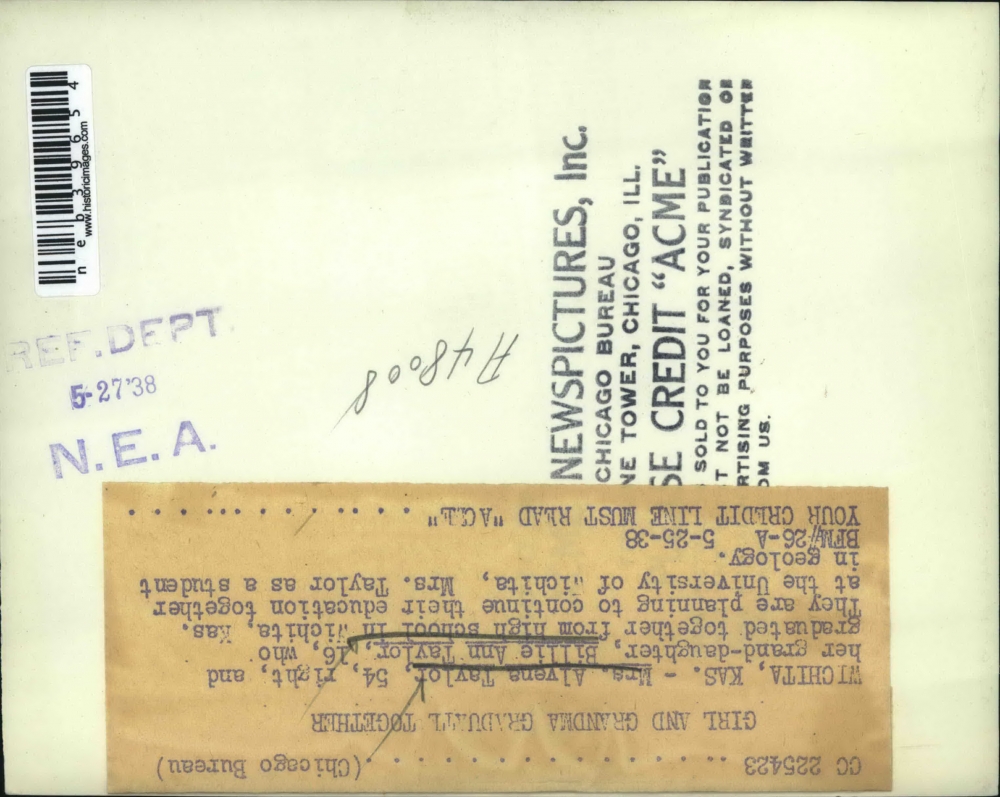 n e b 3 9 6 5 4
www.historicimages.com
REF. DEPT
5-27'38
N. E. A.
A48008
NEWSPICTURES, Inc.
CHICAGO BUREAU
NE TOWER, CHICAGO, ILL.
SE CREDIT "ACME"
SOLD TO YOU FOR YOUR PUBLICATION
T NOT BE LOANED, SYNDICATED OR
RTISING PURPOSES WITHOUT WRITTEN
OM US.
CC 225423 . . . . . . . . . . . . . . . (Chicago Bureau)
GIRL AND GRANDMA GRADUATE TOGETHER
WICHITA, KAS. - Mrs. Alvena Taylor, 54, right, and
her grand-daughter, Billie Ann Taylor, 16, who
graduated together from high school in Wichita, Kas.
They are planning to continue their education together
at the University of Wichita, Mrs. Taylor as a student
in geology.
BFM#26-A 5-25-38
YOUR CREDIT LINE MUST READ "ACME" . . . . . . . . . . . .